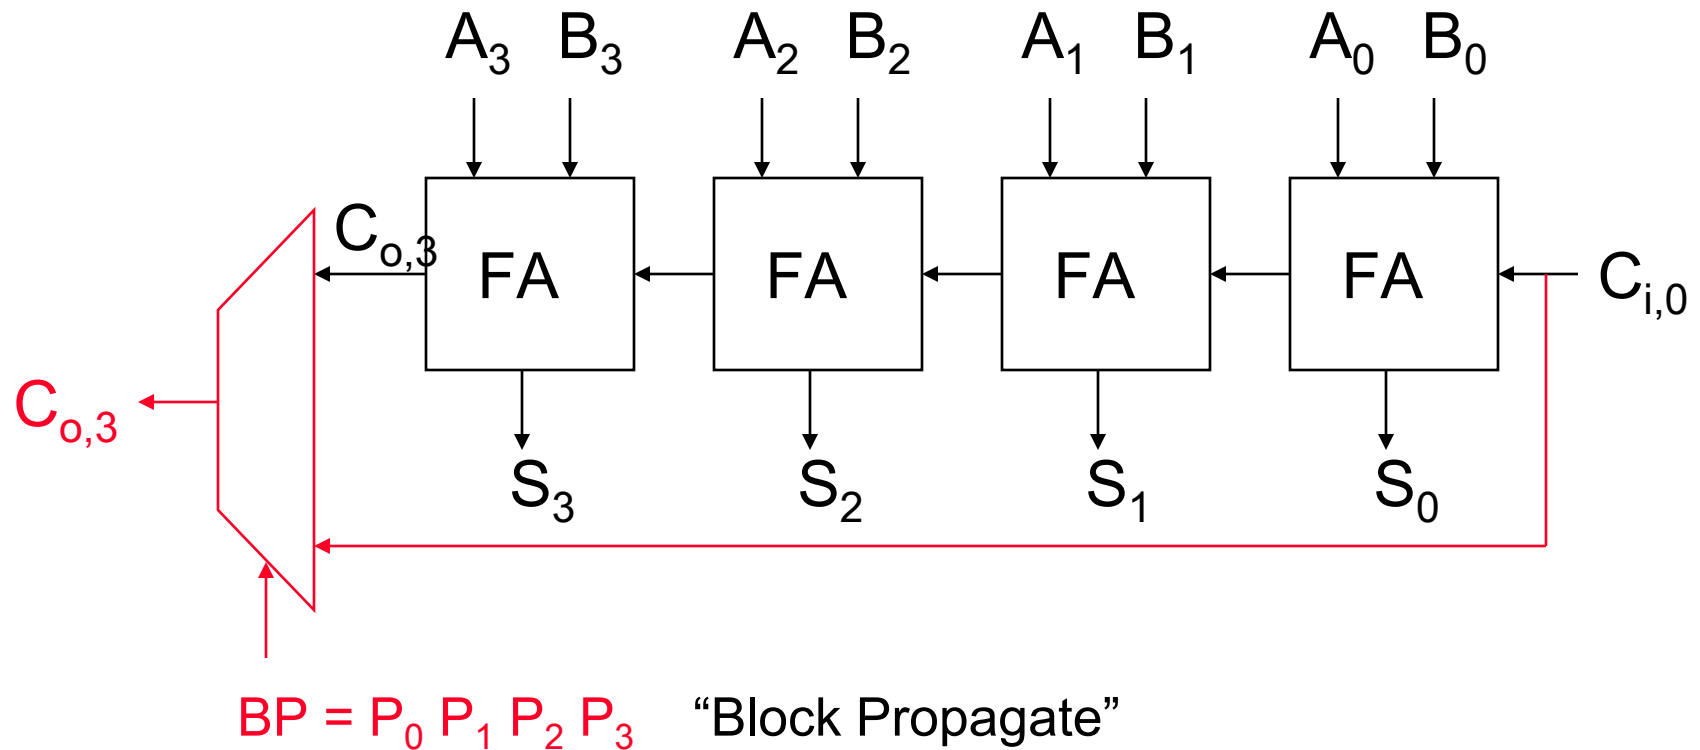 A₃ B₃ A₂ B₂ A₁ B₁ A₀ B₀
Cₒ,₃ FA FA FA FA Cᵢ,₀
Cₒ,₃
S₃ S₂ S₁ S₀
BP = P₀ P₁ P₂ P₃ “Block Propagate”